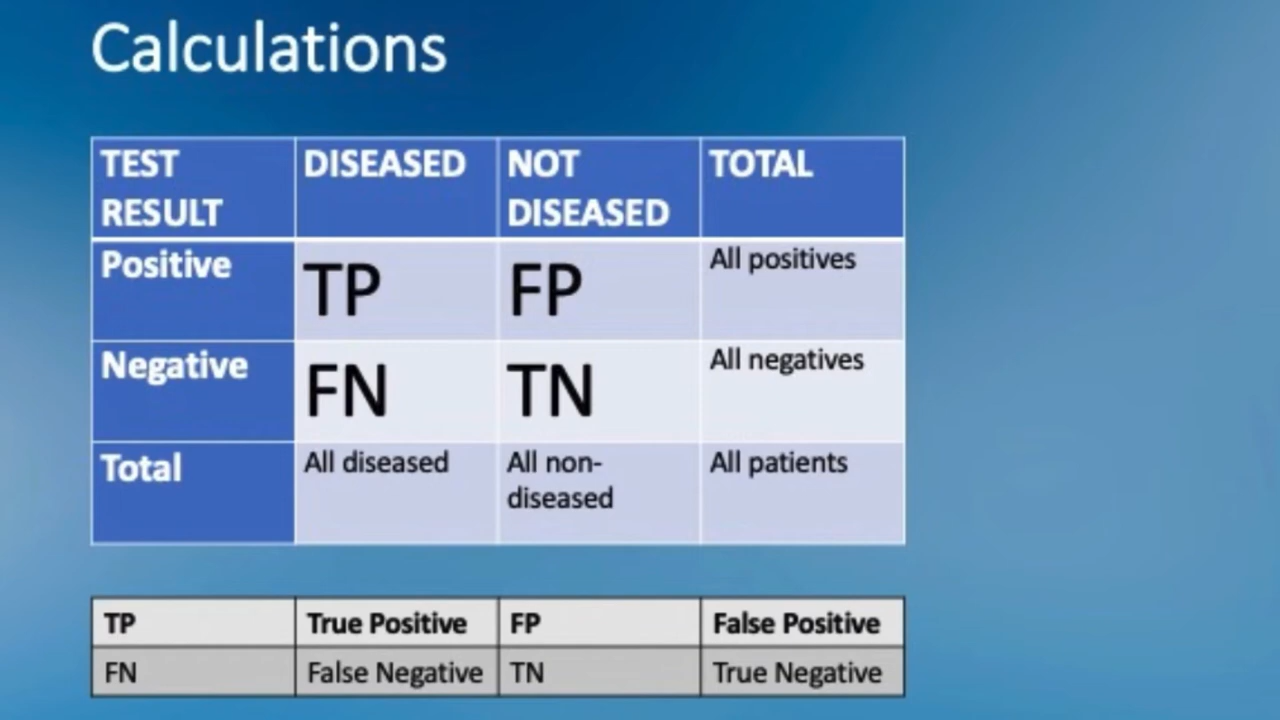 Calculations
TEST RESULT DISEASED NOT DISEASED TOTAL
Positive TP FP All positives
Negative FN TN All negatives
Total All diseased All non-diseased All patients
TP True Positive FP False Positive
FN False Negative TN True Negative